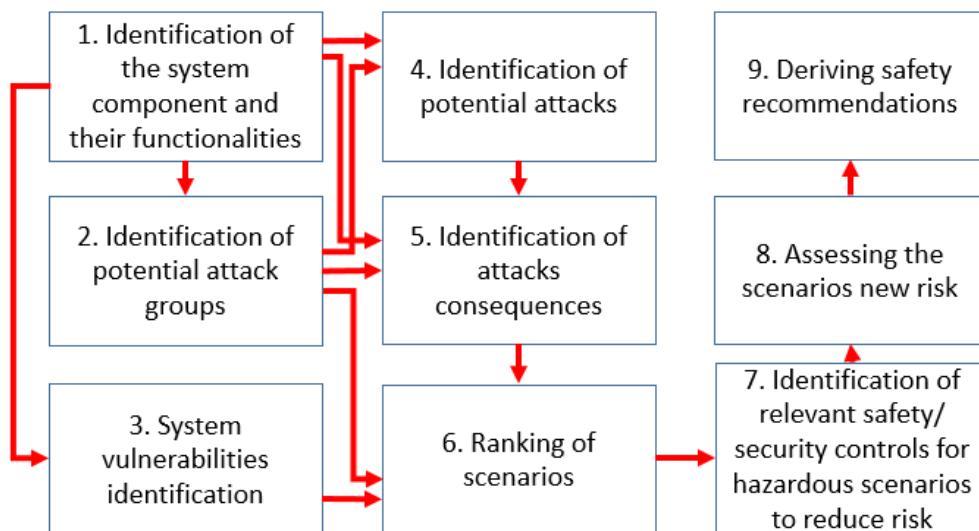 1. Identification of
the system
component and
their functionalities
2. Identification of
potential attack
groups
3. System
vulnerabilities
identification
4. Identification of
potential attacks
5. Identification of
attacks
consequences
6. Ranking of
scenarios
7. Identification of
relevant safety/
security controls for
hazardous scenarios
to reduce risk
8. Assessing the
scenarios new risk
9. Deriving safety
recommendations